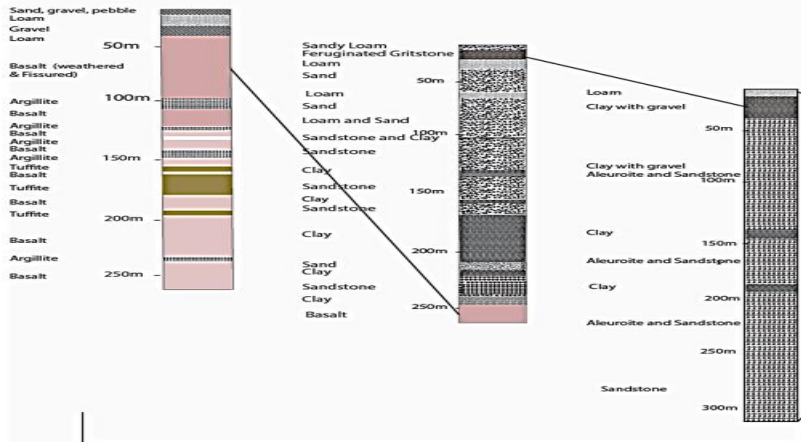 Sand, gravel, pebble
Loam
Gravel
Loam
50m
Basalt (weathered
& Fissured)
100m
Argillite
Basalt
Argillite
Basalt
Argillite
Basalt
Argillite
150m
Tuffite
Basalt
Tuffite
Basalt
Tuffite
200m
Basalt
Argillite
Basalt
250m
Sandy Loam
Feruginated Gritstone
Loam
Sand
50m
Loam
Sand
Loam and Sand
100m
Sandstone and Clay
Sandstone
Clay
Sandstone
150m
Clay
Sandstone
Clay
200m
Sand
Clay
Sandstone
Clay
250m
Basalt
Loam
Clay with gravel
50m
Clay with gravel
Aleuroite and Sandstone
100m
Clay
150m
Aleuroite and Sandstone
Clay
200m
Aleuroite and Sandstone
250m
Sandstone
300m